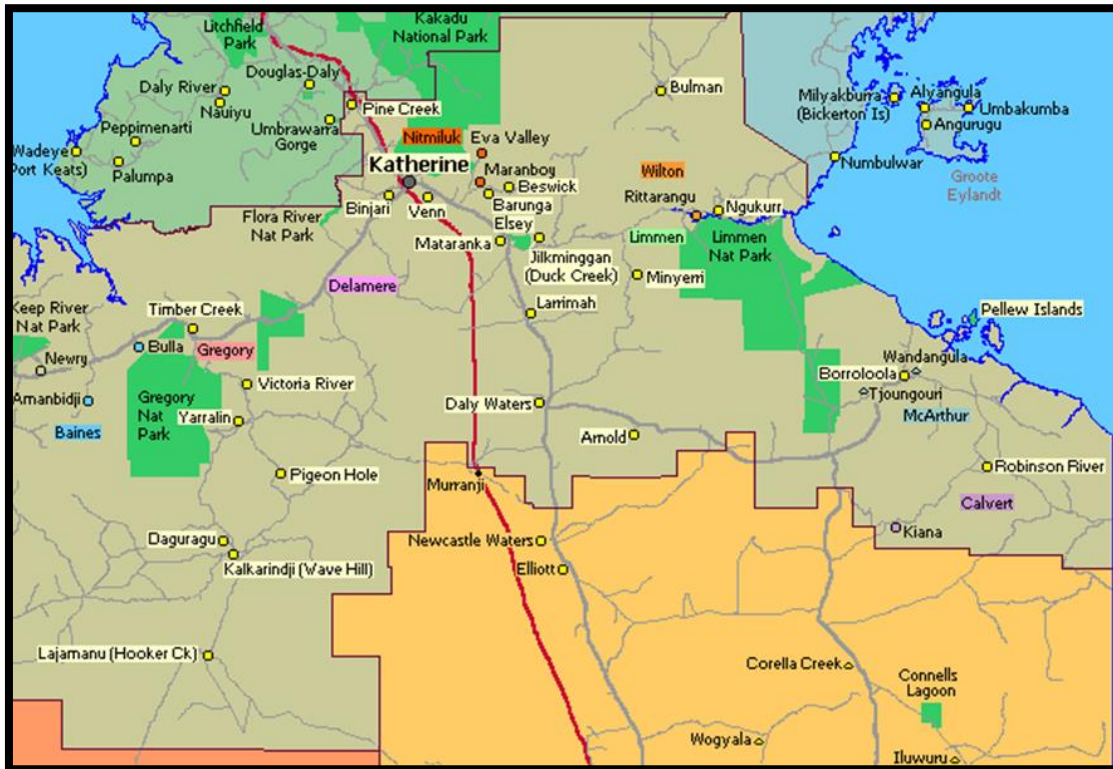 Litchfield
Park
Kakadu
National Park
Douglas-Daly
Daly River
Nauiyu
Pine Creek
Bulman
Milyakburra
(Bickerton Is)
Alyangula
Umbakumba
Angurugu
Peppimenarti
Umbrawarra
Gorge
Nitmiluk
Eva Valley
Wadeye
Port Keats)
Palumpa
Katherine
Maranboy
Beswick
Wilton
Numbulwar
Groote
Eylandt
Binjari
Venn
Barunga
Rittarangu
Ngukurr
Flora River
Nat Park
Elsey
Mataranka
Jilkminggan
(Duck Creek)
Limmen
Limmen
Nat Park
Minyerri
Delamere
Keep River
Nat Park
Timber Creek
Larrimah
Pellew Islands
Bulla
Gregory
Newry
Wandangula
Borroloola
Tjoungouri
Amanbidji
Victoria River
Gregory
Nat
Park
Yarralin
Daly Waters
McArthur
Baines
Arnold
Pigeon Hole
Murranji
Robinson River
Calvert
Kiana
Daguragu
Newcastle Waters
Kalkarindji (Wave Hill)
Elliott
Lajamanu (Hooker Ck)
Corella Creek
Connells
Lagoon
Wogyala
Iluwuru